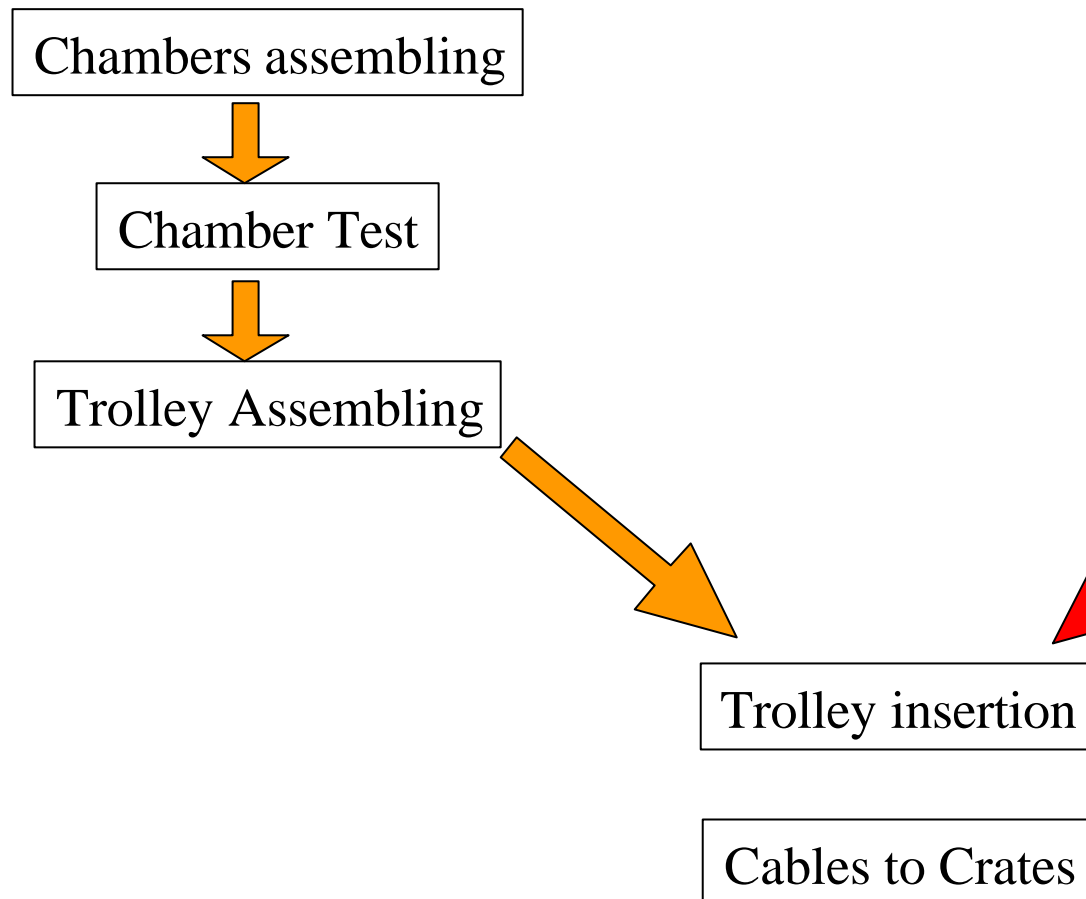 Chambers assembling
Chamber Test
Trolley Assembling
Trolley insertion
Cables to Crates